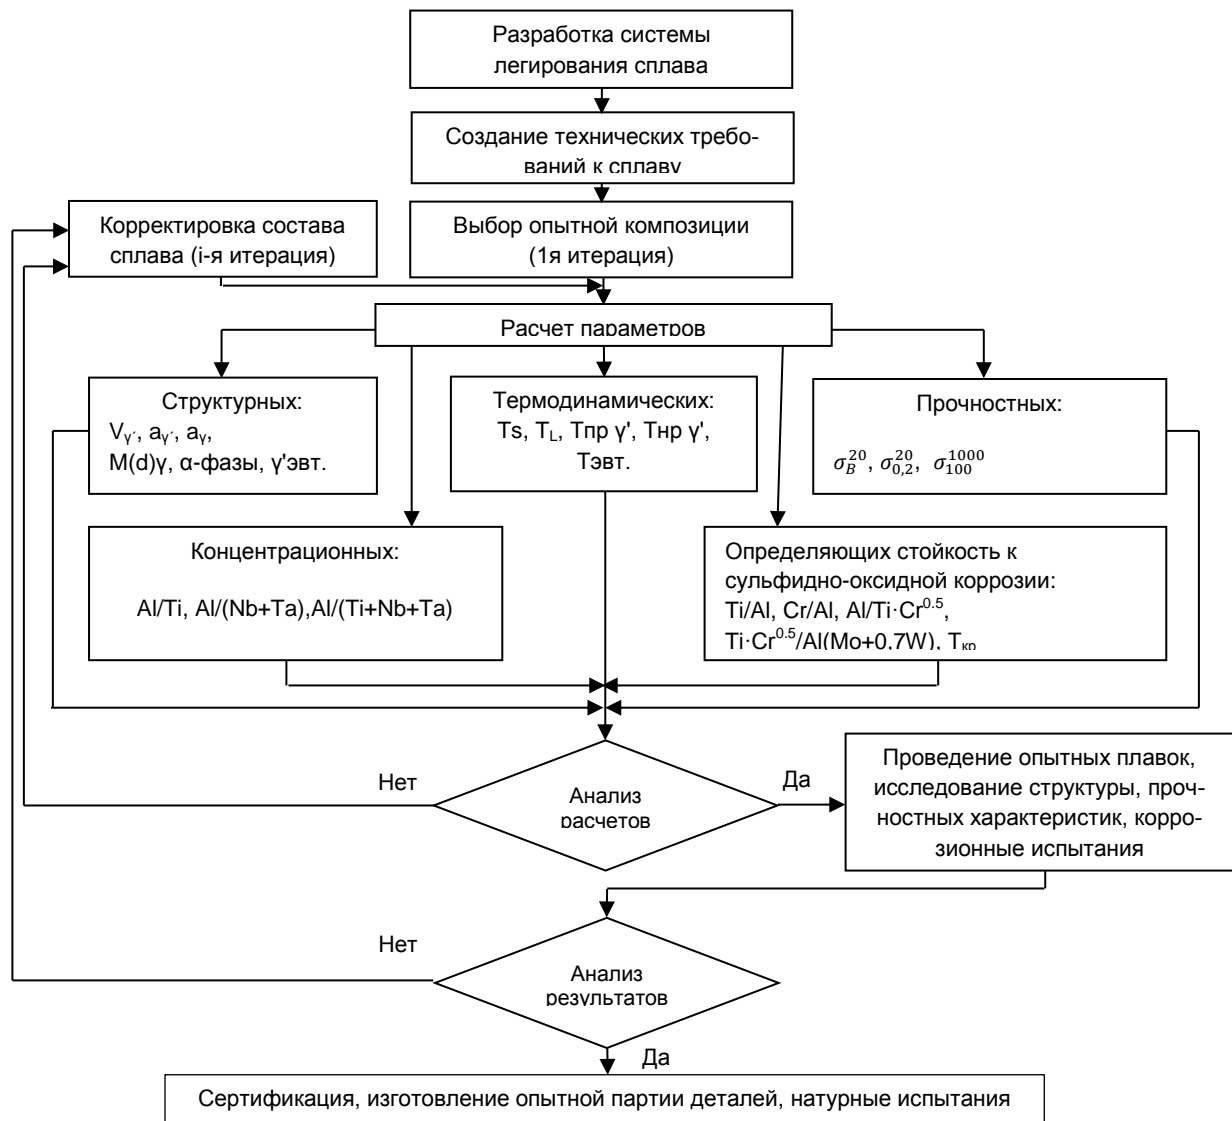 Разработка системы
легирования сплава
Создание технических требо-
ваний к сплаву
Корректировка состава
сплава (i-я итерация)
Выбор опытной композиции
(1я итерация)
Расчет параметров
Структурных:
Vγ′, aγ′, aγ,
M(d)γ, α-фазы, γ'эвт.
Термодинамических:
Ts, TL, Tпр γ', Tнр γ',
Tэвт.
Прочностных:
σ_B^20, σ_0,2^20, σ_100^1000
Концентрационных:
Al/Ti, Al/(Nb+Ta),Al/(Ti+Nb+Ta)
Определяющих стойкость к
сульфидно-оксидной коррозии:
Ti/Al, Cr/Al, Al/Ti·Cr^0.5,
Ti·Cr^0.5/Al(Mo+0,7W), Tкр
Нет
Анализ
расчетов
Да
Проведение опытных плавок,
исследование структуры, проч-
ностных характеристик, корро-
зионные испытания
Нет
Анализ
результатов
Да
Сертификация, изготовление опытной партии деталей, натурные испытания